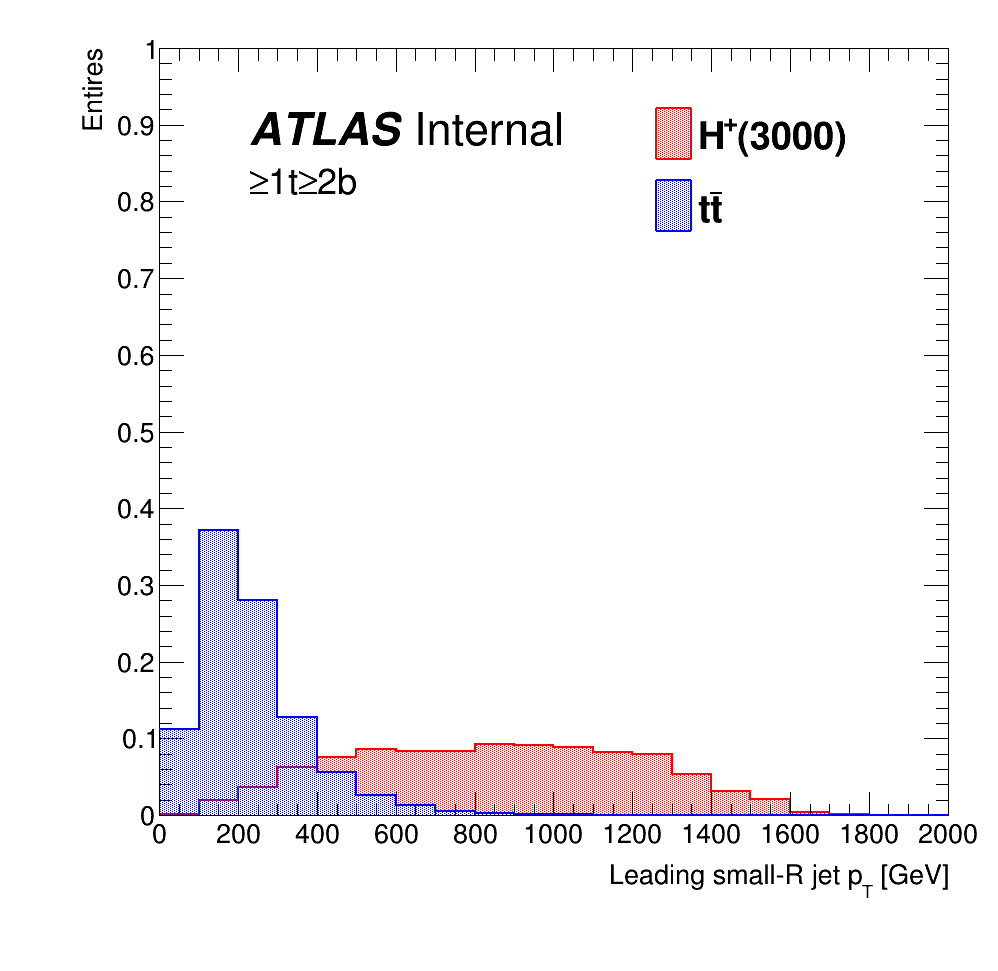 Entires
1
0.9
0.8
0.7
0.6
0.5
0.4
0.3
0.2
0.1
0
ATLAS Internal
≥1t≥2b
H⁺(3000)
tt̄
0 200 400 600 800 1000 1200 1400 1600 1800 2000
Leading small-R jet p_T [GeV]